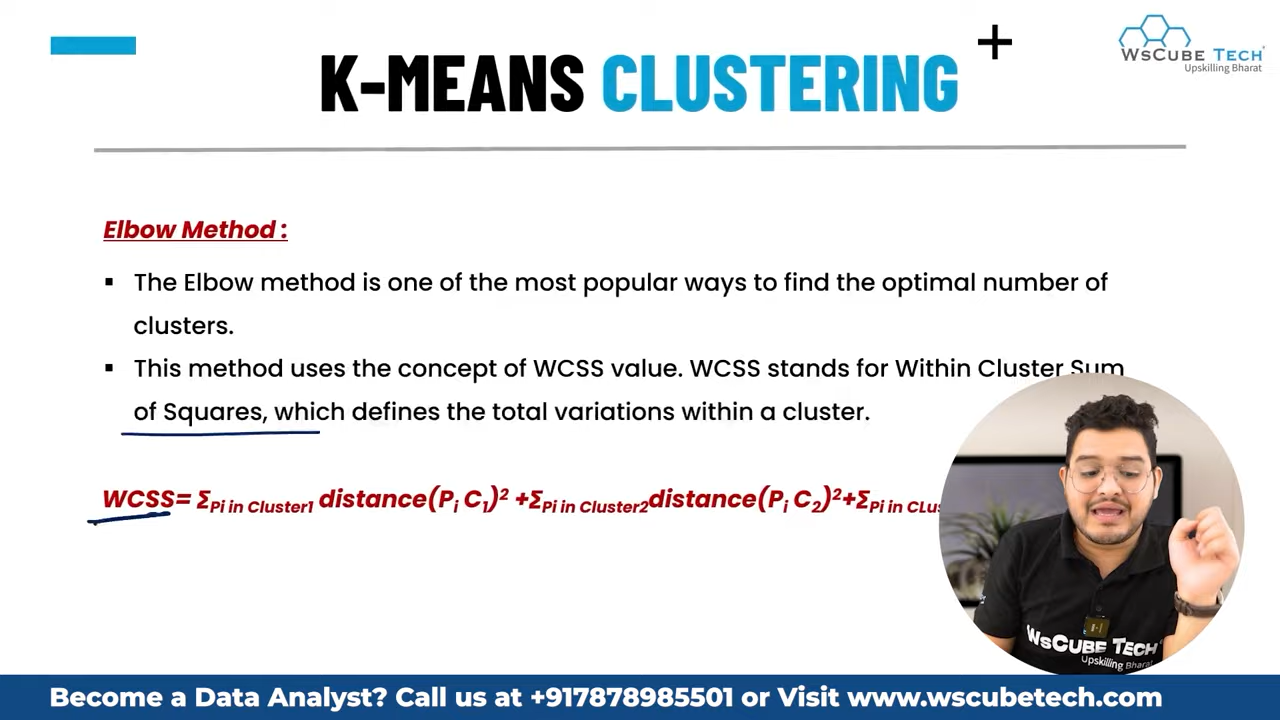 WsCube Tech
Upskilling Bharat
K-MEANS CLUSTERING
Elbow Method :
▪ The Elbow method is one of the most popular ways to find the optimal number of
clusters.
▪ This method uses the concept of WCSS value. WCSS stands for Within Cluster Sum
of Squares, which defines the total variations within a cluster.
WCSS= ΣPi in Cluster1 distance(Pi C1)² +ΣPi in Cluster2distance(Pi C2)²+ΣPi in
WsCube Tech
Upskilling Bharat
Become a Data Analyst? Call us at +917878985501 or Visit www.wscubetech.com